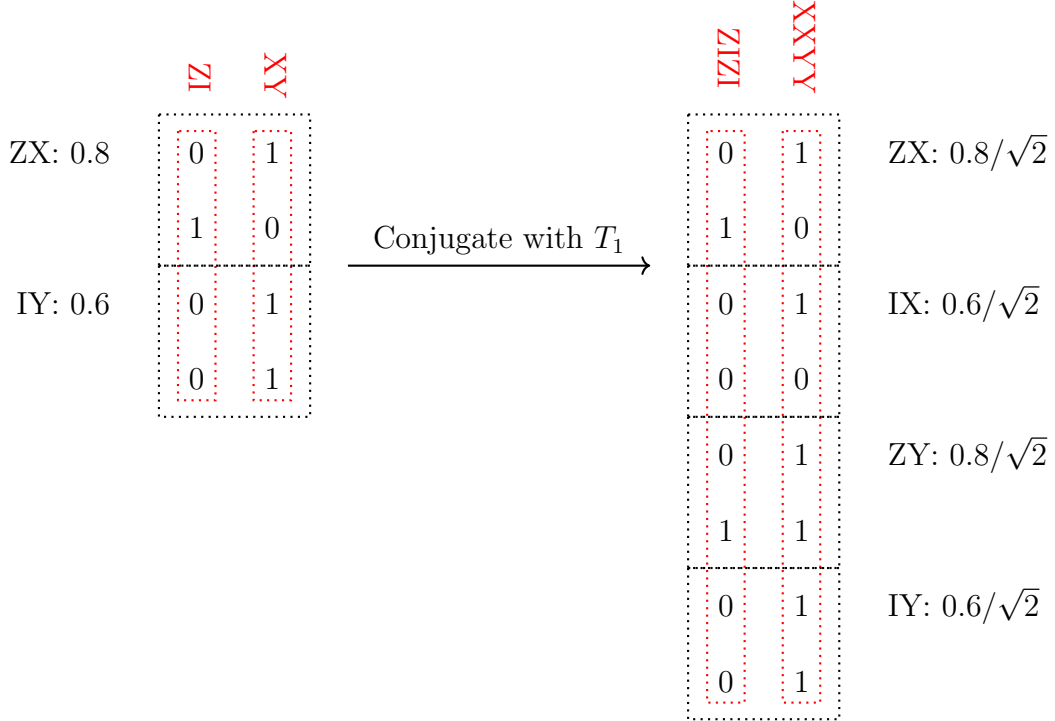 ZI XY
ZX: 0.8 0 1
1 0
IY: 0.6 0 1
0 1
Conjugate with T₁
ZIZI XXYY
0 1 ZX: 0.8/√2
1 0
0 1 IX: 0.6/√2
0 0
0 1 ZY: 0.8/√2
1 1
0 1 IY: 0.6/√2
0 1